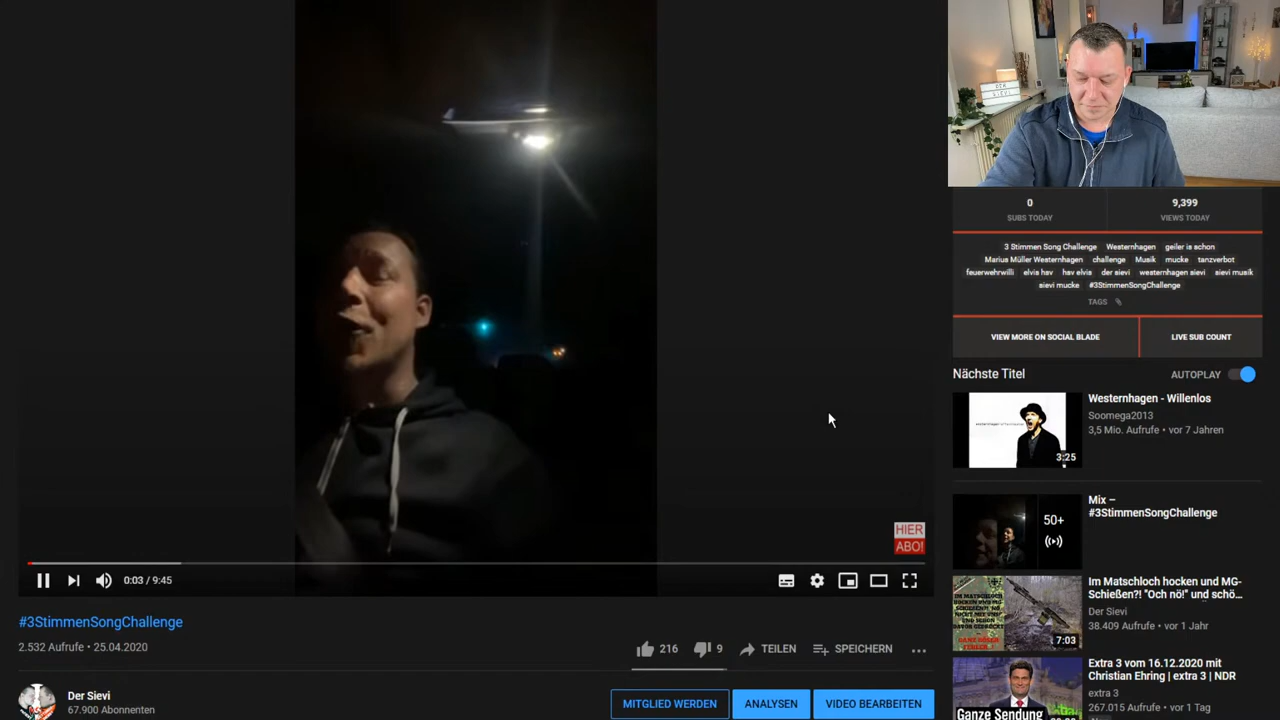 HIER
ABO!
0:03 / 9:45
#3StimmenSongChallenge
2.532 Aufrufe • 25.04.2020
216
9
TEILEN
SPEICHERN
Der Sievi
67.900 Abonnenten
MITGLIED WERDEN
ANALYSEN
VIDEO BEARBEITEN
DER
SIEVI
0
SUBS TODAY
9,399
VIEWS TODAY
3 Stimmen Song Challenge Westernhagen geiler is schon
Marius Müller Westernhagen challenge Musik mucke tanzverbot
feuerwehrwilli elvis hsv hsv elvis der sievi westernhagen sievi sievi musik
sievi mucke #3StimmenSongChallenge
TAGS
VIEW MORE ON SOCIAL BLADE
LIVE SUB COUNT
Nächste Titel
AUTOPLAY
Westernhagen - Willenlos
Soomega2013
3,5 Mio. Aufrufe • vor 7 Jahren
3:25
Mix –
#3StimmenSongChallenge
50+
Im Matschloch hocken und MG-
Schießen?! "Och nö!" und schö...
Der Sievi
38.409 Aufrufe • vor 1 Jahr
7:03
Extra 3 vom 16.12.2020 mit
Christian Ehring | extra 3 | NDR
extra 3
267.015 Aufrufe • vor 1 Tag
Ganze Sendung